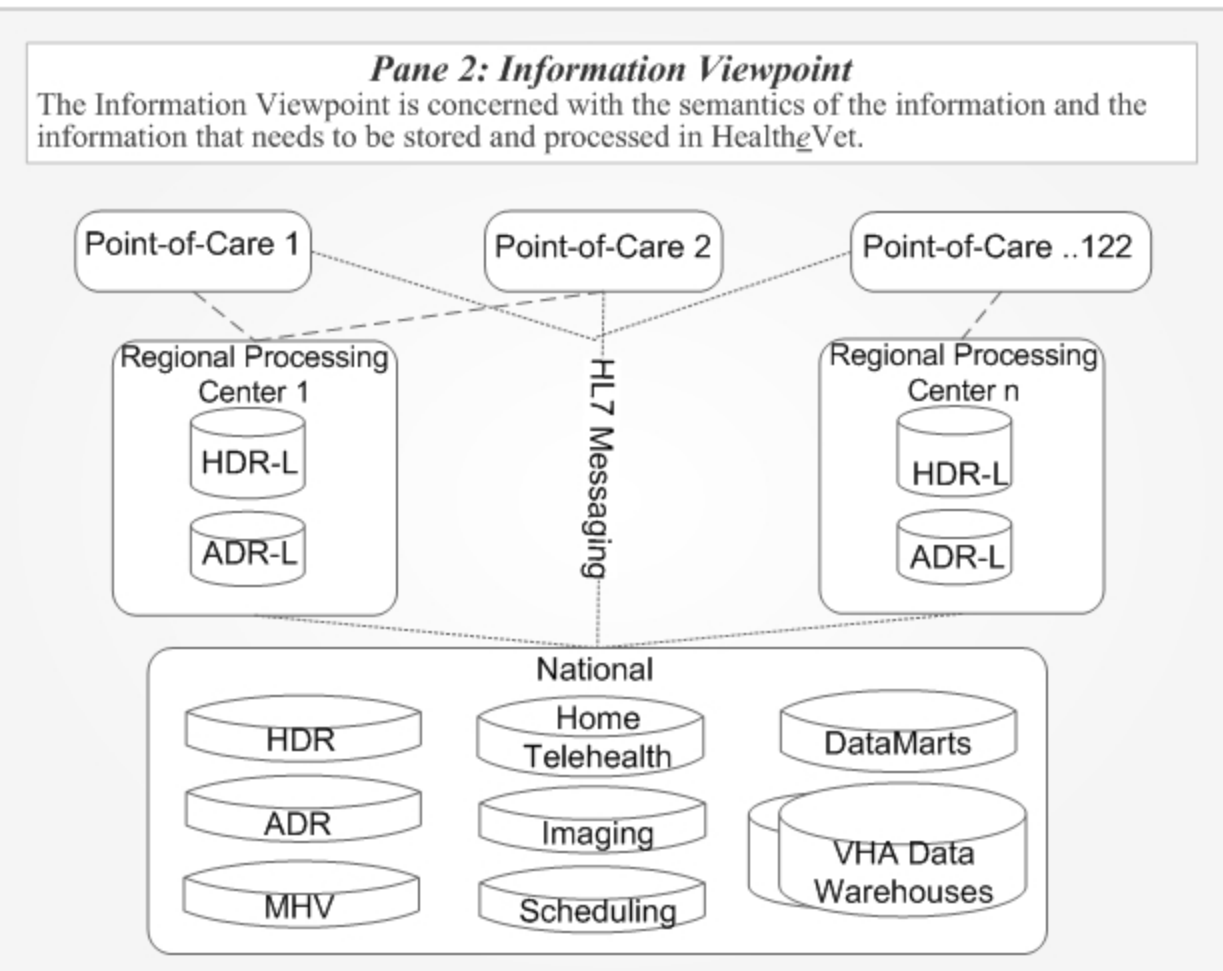 Pane 2: Information Viewpoint
The Information Viewpoint is concerned with the semantics of the information and the
information that needs to be stored and processed in HealtheVet.
Point-of-Care 1
Point-of-Care 2
Point-of-Care ..122
Regional Processing
Center 1
HDR-L
ADR-L
HL7 Messaging
Regional Processing
Center n
HDR-L
ADR-L
National
HDR
ADR
MHV
Home
Telehealth
Imaging
Scheduling
DataMarts
VHA Data
Warehouses